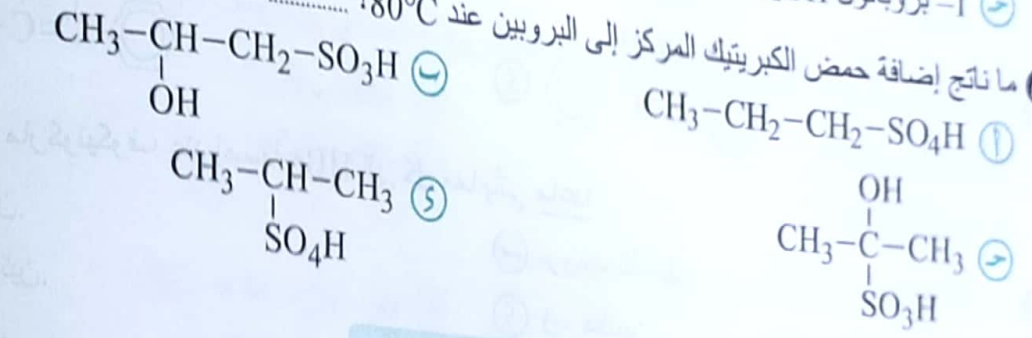 ما ناتج إضافة حمض الكبريتيك المركز إلى البروبين عند 80°C؟ ..............
أ CH₃−CH₂−CH₂−SO₄H
ب CH₃−CH−CH₂−SO₃H
OH
OH
ج CH₃−C−CH₃
SO₃H
د CH₃−CH−CH₃
SO₄H